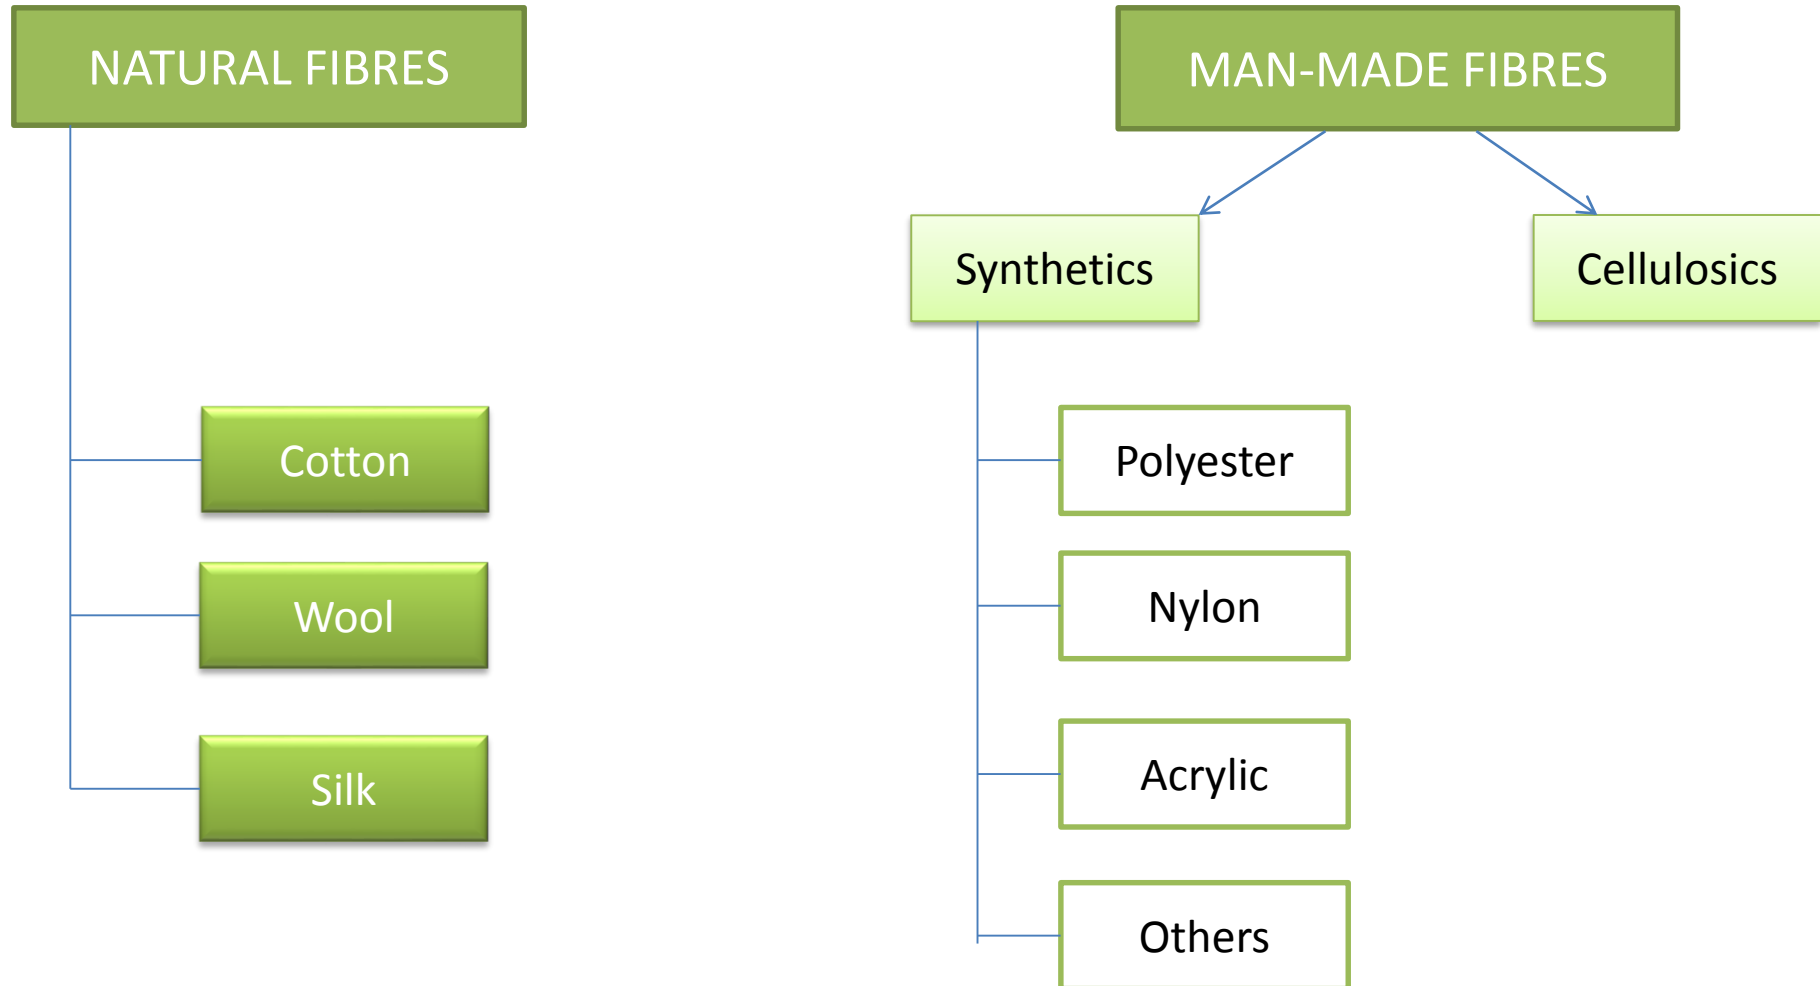 NATURAL FIBRES
Cotton
Wool
Silk
MAN-MADE FIBRES
Synthetics
Cellulosics
Polyester
Nylon
Acrylic
Others